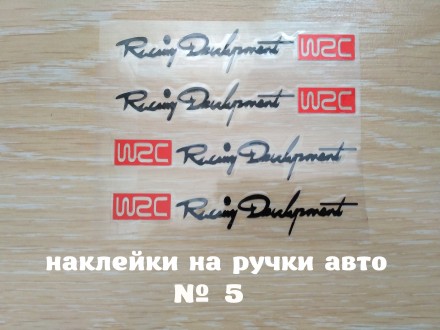 Racing Development WRC
Racing Development WRC
WRC Racing Development
WRC Racing Development
наклейки на ручки авто
№ 5